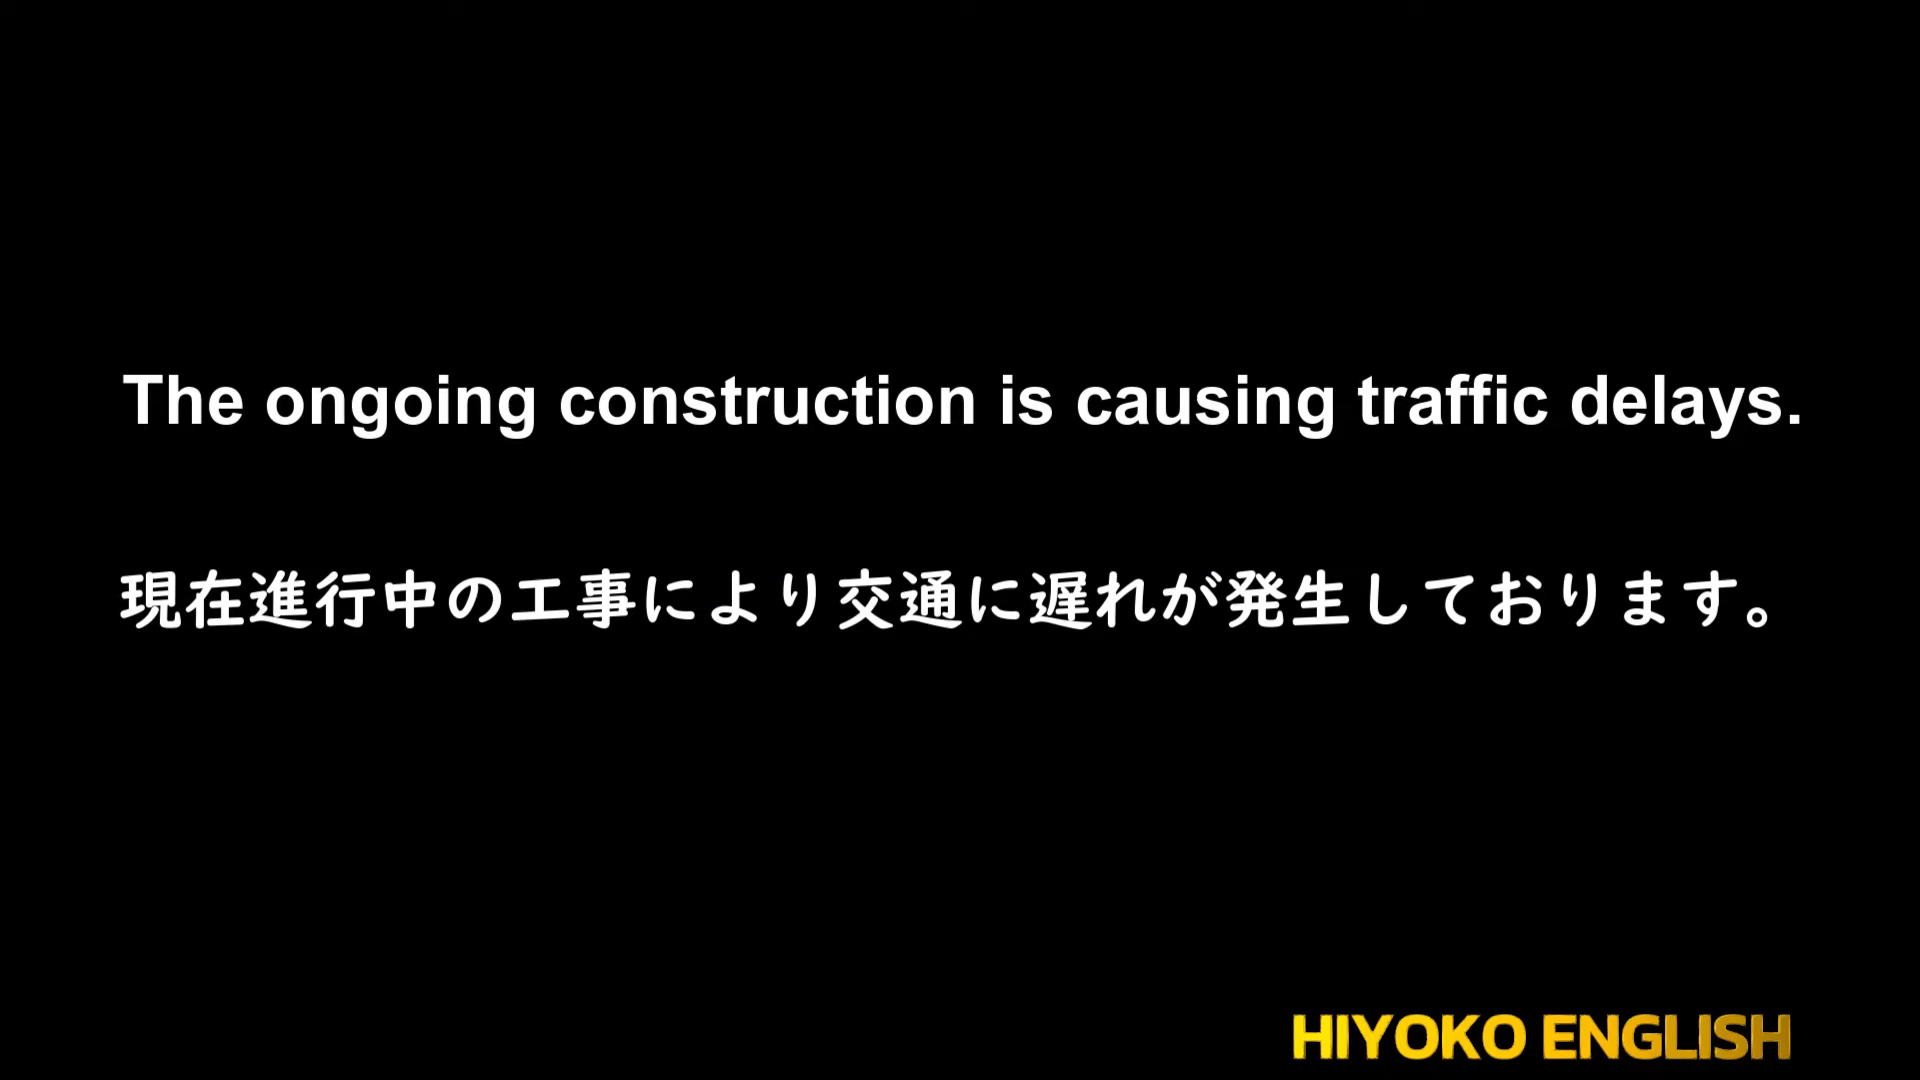 The ongoing construction is causing traffic delays.
現在進行中の工事により交通に遅れが発生しております。
HIYOKO ENGLISH